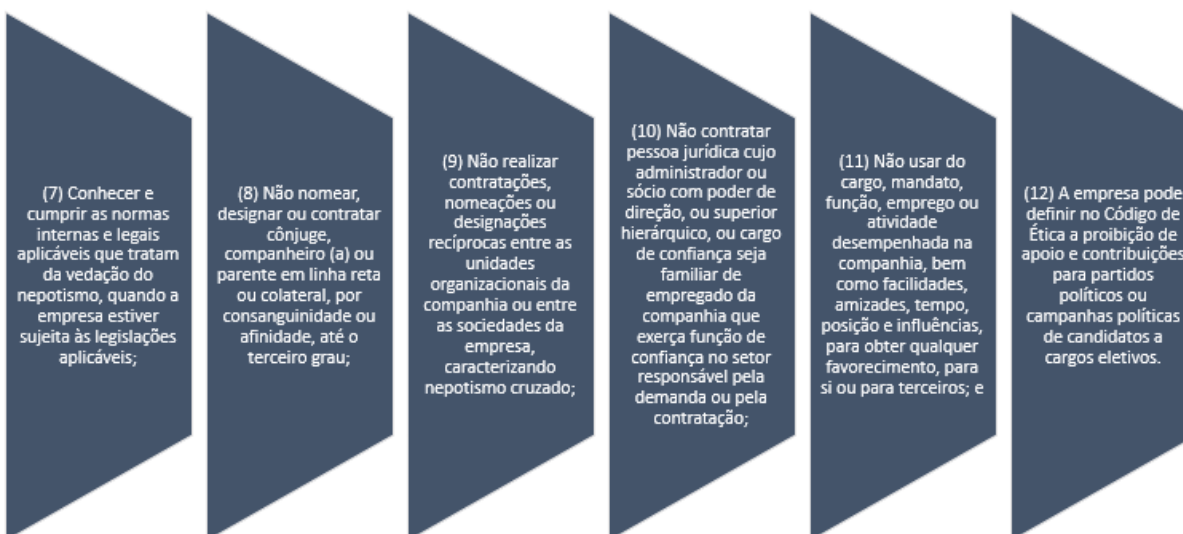 (7) Conhecer e
cumprir as normas
internas e legais
aplicáveis que tratam
da vedação do
nepotismo, quando a
empresa estiver
sujeita às legislações
aplicáveis;
(8) Não nomear,
designar ou contratar
cônjuge,
companheiro (a) ou
parente em linha reta
ou colateral, por
consanguinidade ou
afinidade, até o
terceiro grau;
(9) Não realizar
contratações,
nomeações ou
designações
recíprocas entre as
unidades
organizacionais da
companhia ou entre
as sociedades da
empresa,
caracterizando
nepotismo cruzado;
(10) Não contratar
pessoa jurídica cujo
administrador ou
sócio com poder de
direção, ou superior
hierárquico, ou cargo
de confiança seja
familiar de
empregado da
companhia que
exerça função de
confiança no setor
responsável pela
demanda ou pela
contratação;
(11) Não usar do
cargo, mandato,
função, emprego ou
atividade
desempenhada na
companhia, bem
como facilidades,
amizades, tempo,
posição e influências,
para obter qualquer
favorecimento, para
si ou para terceiros; e
(12) A empresa pode
definir no Código de
Ética a proibição de
apoio e contribuições
para partidos
políticos ou
campanhas políticas
de candidatos a
cargos eletivos.